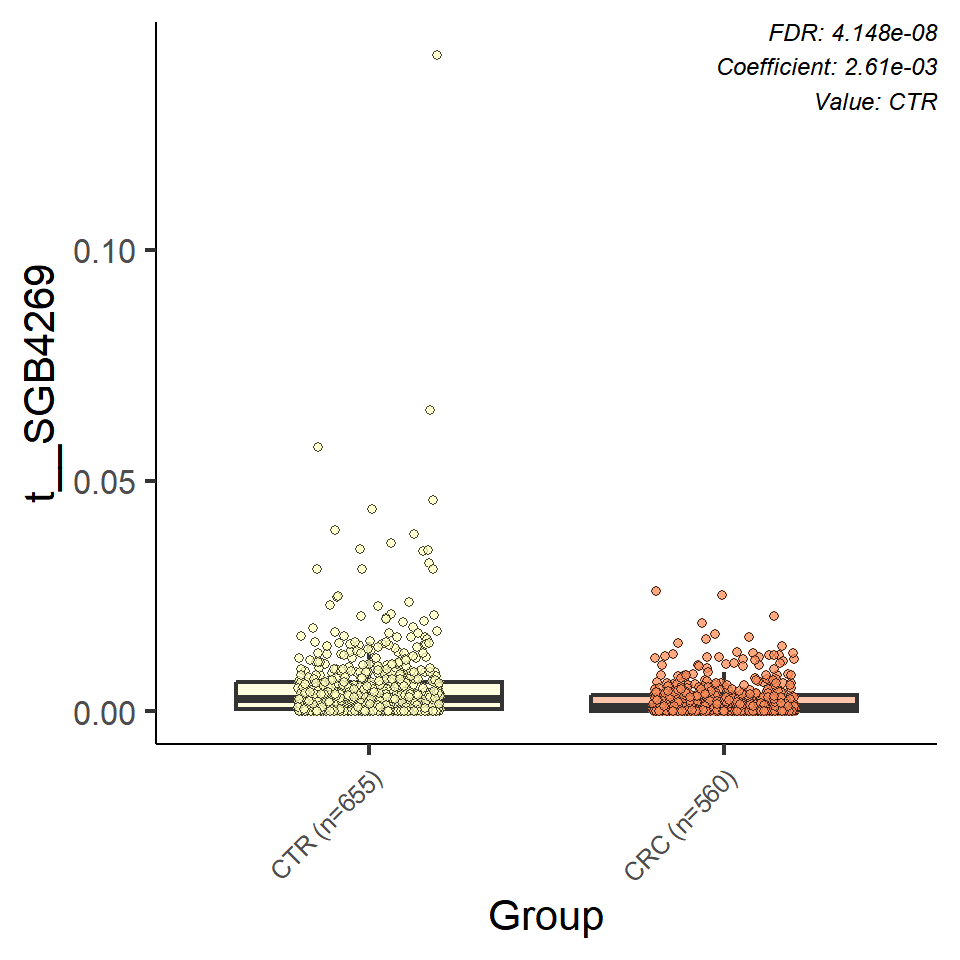 FDR: 4.148e-08
Coefficient: 2.61e-03
Value: CTR
t__SGB4269
0.10
0.05
0.00
CTR (n=655)
CRC (n=560)
Group